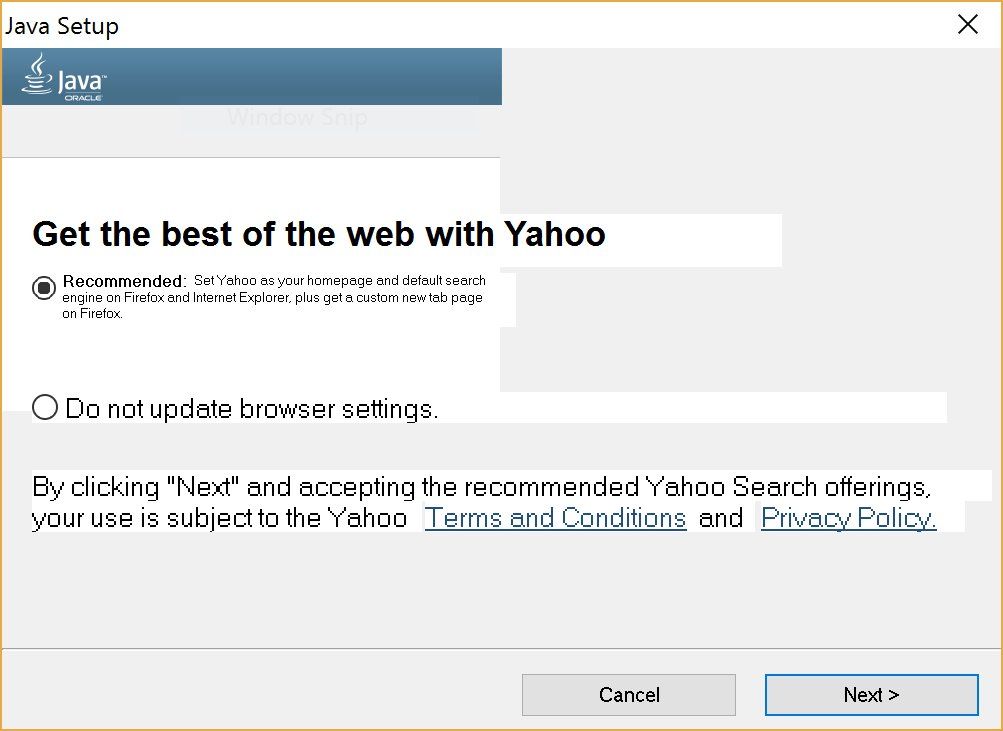 Java Setup
Java™
ORACLE
Window Snip
Get the best of the web with Yahoo
Recommended: Set Yahoo as your homepage and default search
engine on Firefox and Internet Explorer, plus get a custom new tab page
on Firefox.
Do not update browser settings.
By clicking "Next" and accepting the recommended Yahoo Search offerings,
your use is subject to the Yahoo Terms and Conditions and Privacy Policy.
Cancel Next >